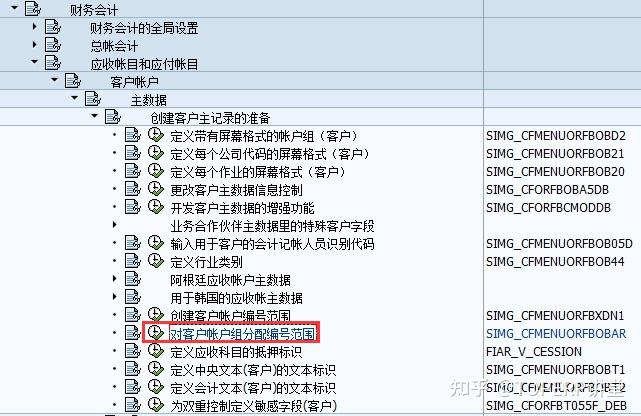 财务会计
财务会计的全局设置
总帐会计
应收帐目和应付帐目
客户帐户
主数据
创建客户主记录的准备
定义带有屏幕格式的帐户组（客户） SIMG_CFMENUORFBOBD2
定义每个公司代码的屏幕格式（客户） SIMG_CFMENUORFBOB21
定义每个作业的屏幕格式（客户） SIMG_CFMENUORFBOB20
更改客户主数据信息控制 SIMG_CFORFBOBA5DB
开发客户主数据的增强功能 SIMG_CFORFBCMODDB
业务合作伙伴主数据里的特殊客户字段
输入用于客户的会计记帐人员识别代码 SIMG_CFMENUORFBOB05D
定义行业类别 SIMG_CFMENUORFBOB44
阿根廷应收帐户主数据
用于韩国的应收帐主数据
创建客户帐户编号范围 SIMG_CFMENUORFBXDN1
对客户帐户组分配编号范围 SIMG_CFMENUORFBOBAR
定义应收科目的抵押标识 FIAR_V_CESSION
定义中央文本(客户)的文本标识 SIMG_CFMENUORFBOBT1
定义会计文本(客户)的文本标识
为双重控制定义敏感字段(客户) SIMG_CFORFBT055F_DEB
知乎